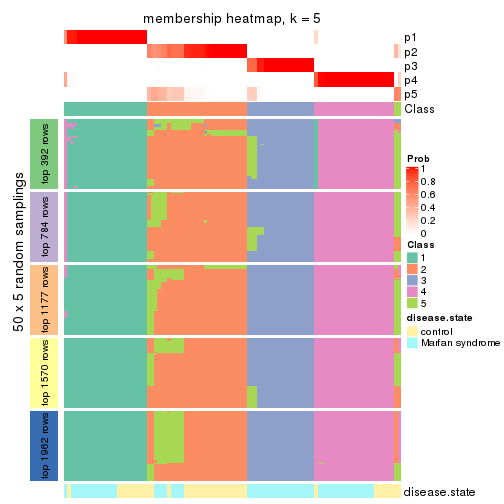 membership heatmap, k = 5
p1
p2
p3
p4
p5
Class
50 x 5 random samplings
top 392 rows
top 784 rows
top 1177 rows
top 1570 rows
top 1962 rows
Prob
1
0.8
0.6
0.4
0.2
0
Class
1
2
3
4
5
disease.state
control
Marfan syndrome
disease.state